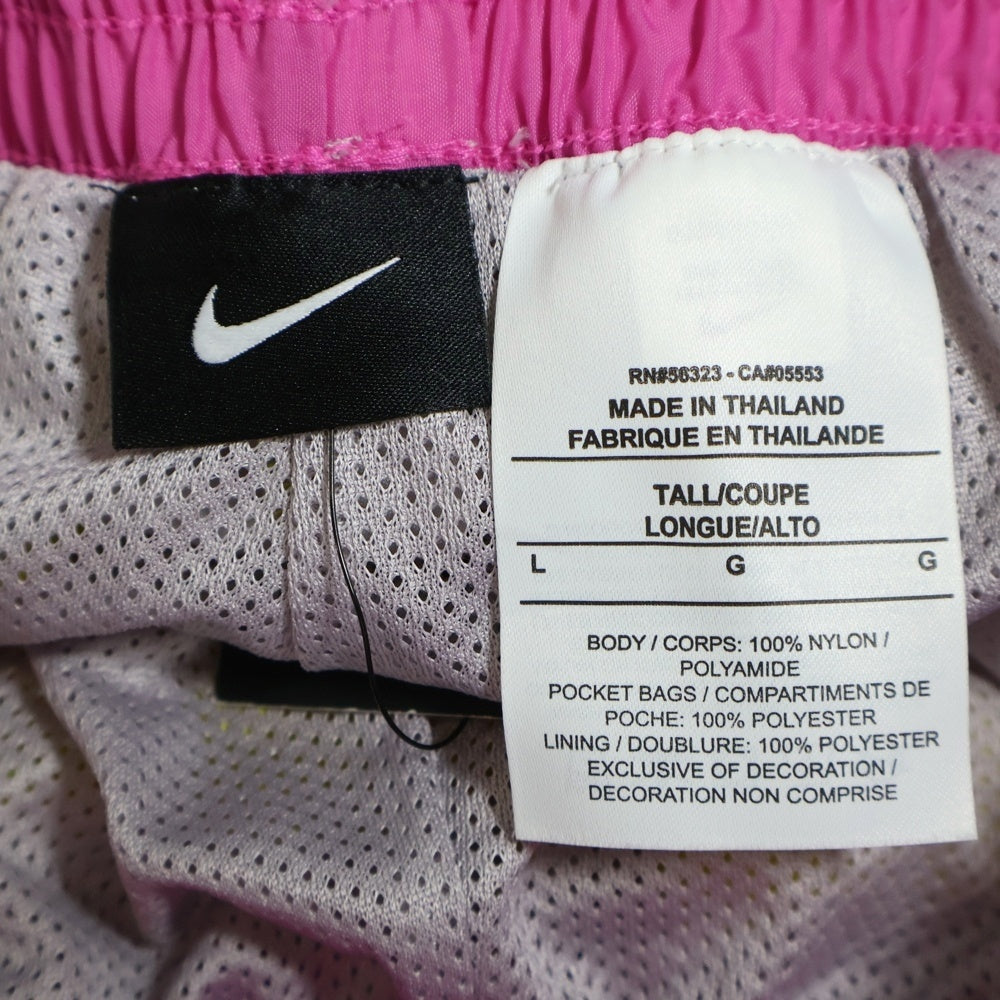 RN#56323 - CA#05553
MADE IN THAILAND
FABRIQUE EN THAILANDE
TALL/COUPE
LONGUE/ALTO
L G G
BODY / CORPS: 100% NYLON /
POLYAMIDE
POCKET BAGS / COMPARTIMENTS DE
POCHE: 100% POLYESTER
LINING / DOUBLURE: 100% POLYESTER
EXCLUSIVE OF DECORATION /
DECORATION NON COMPRISE